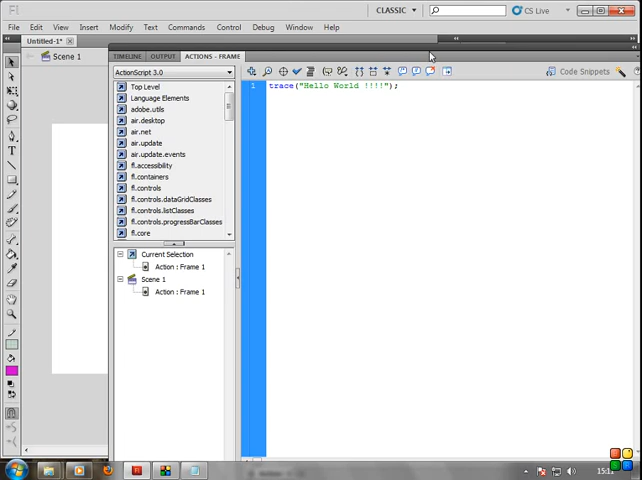 Fl
CLASSIC
CS Live
File Edit View Insert Modify Text Commands Control Debug Window Help
Untitled-1*
TIMELINE OUTPUT ACTIONS - FRAME
Scene 1
ActionScript 3.0
Code Snippets
Top Level
Language Elements
adobe.utils
air.desktop
air.net
air.update
air.update.events
fl.accessibility
fl.containers
fl.controls
fl.controls.dataGridClasses
fl.controls.listClasses
fl.controls.progressBarClasses
fl.core
1 trace("Hello World !!!!");
Current Selection
Action : Frame 1
Scene 1
Action : Frame 1